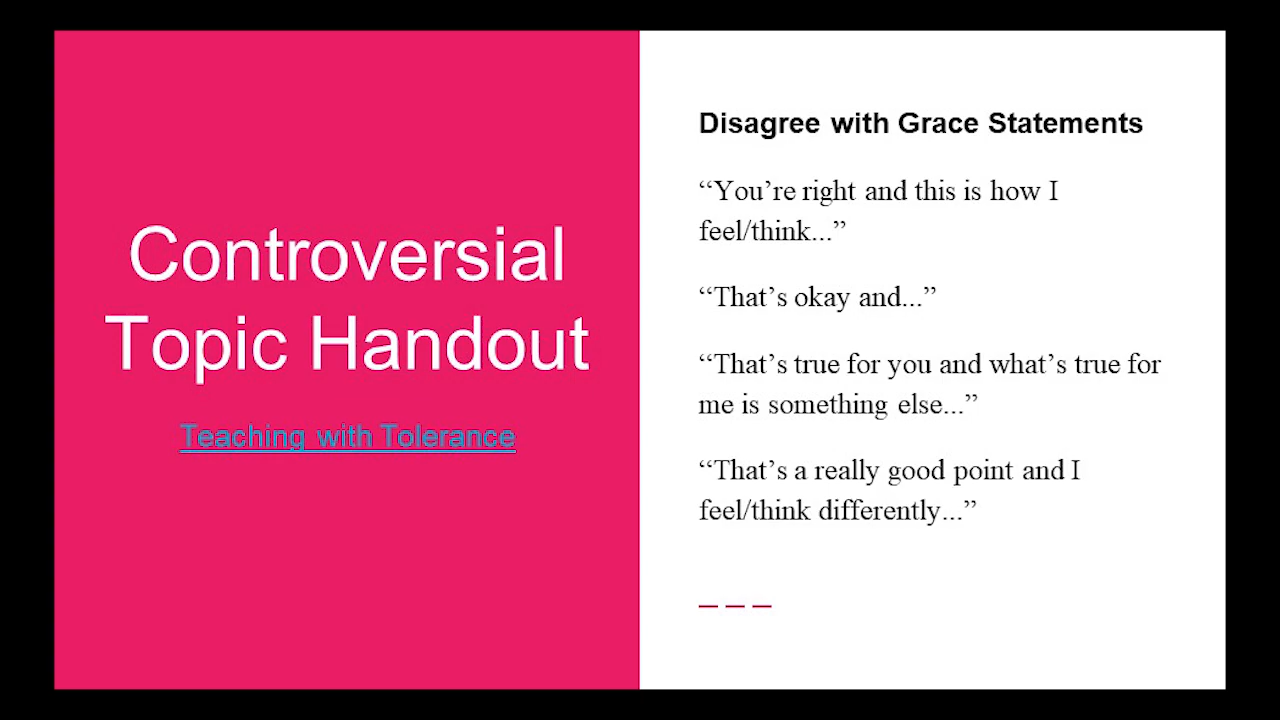 Controversial
Topic Handout
Teaching with Tolerance
Disagree with Grace Statements
“You’re right and this is how I
feel/think...”
“That’s okay and...”
“That’s true for you and what’s true for
me is something else...”
“That’s a really good point and I
feel/think differently...”